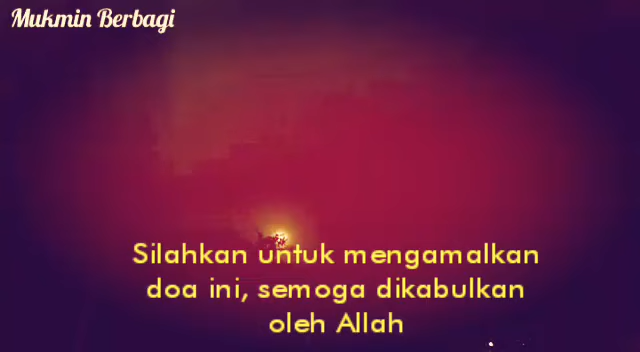 Mukmin Berbagi
Silahkan untuk mengamalkan
doa ini, semoga dikabulkan
oleh Allah